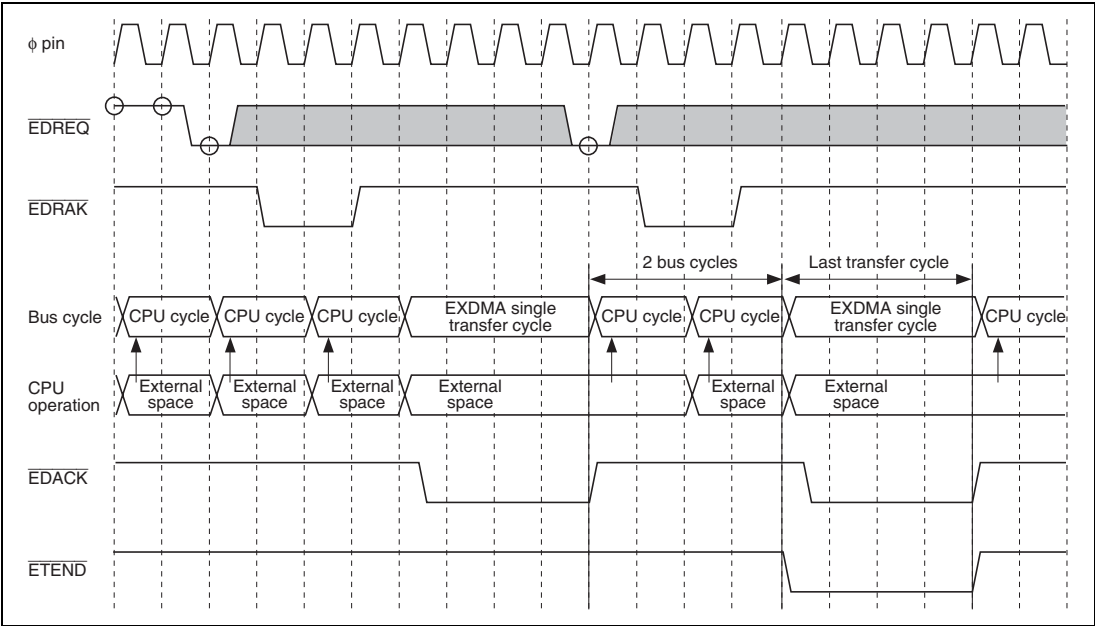 φ pin
EDREQ
EDRAK
2 bus cycles
Last transfer cycle
Bus cycle
CPU cycle
CPU cycle
CPU cycle
EXDMA single
transfer cycle
CPU cycle
CPU cycle
EXDMA single
transfer cycle
CPU cycle
CPU
operation
External
space
External
space
External
space
External
space
External
space
External
space
EDACK
ETEND